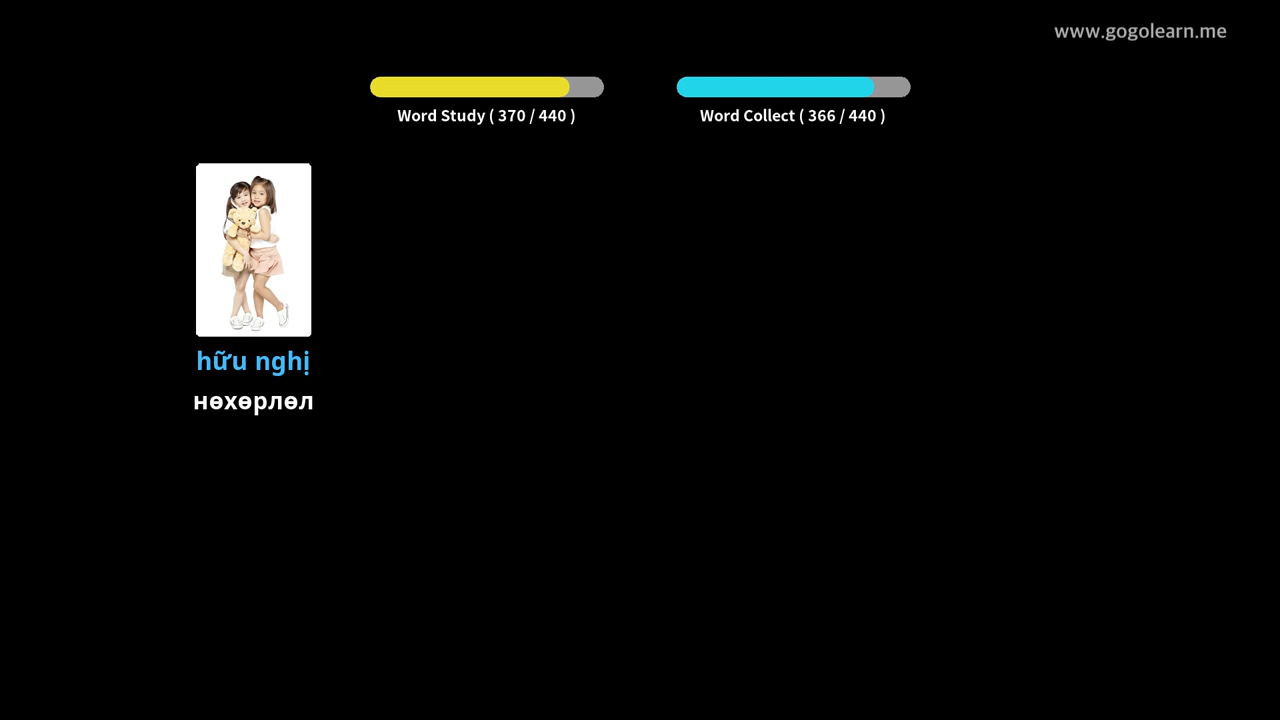 www.gogolearn.me
Word Study ( 370 / 440 )
Word Collect ( 366 / 440 )
hữu nghị
нөхөрлөл